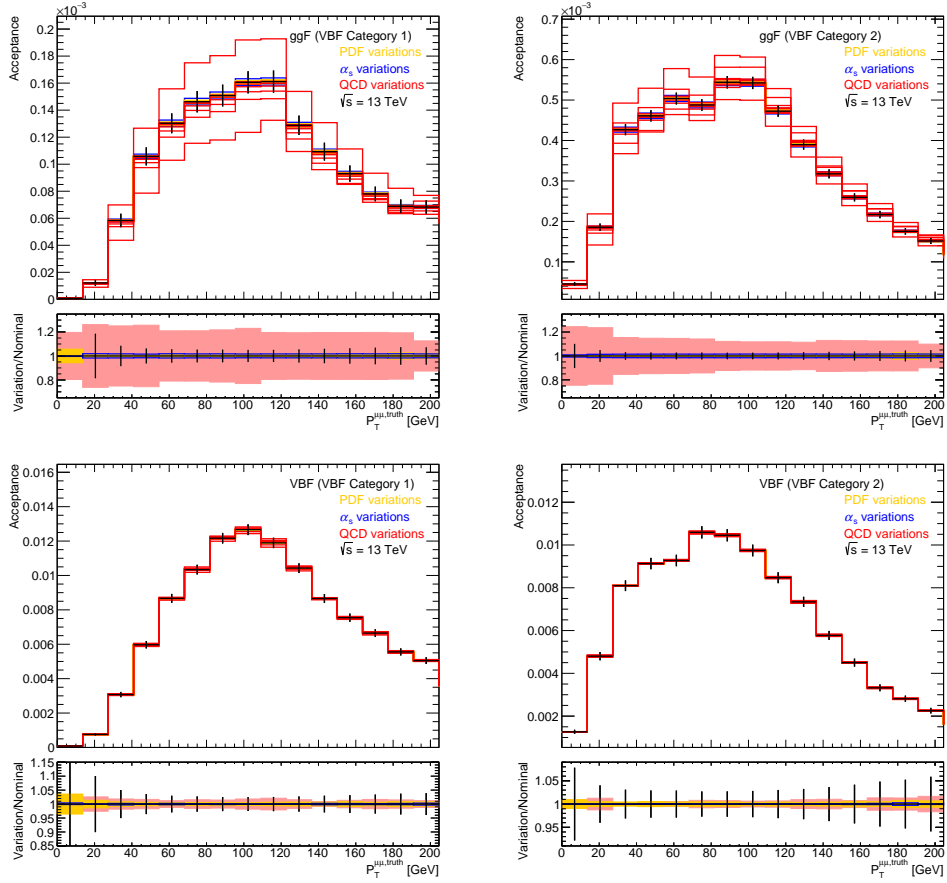 ×10⁻³
Acceptance
0.2
0.18
0.16
0.14
0.12
0.1
0.08
0.06
0.04
0.02
0
ggF (VBF Category 1)
PDF variations
αs variations
QCD variations
√s = 13 TeV
Variation/Nominal
1.2
1
0.8
0 20 40 60 80 100 120 140 160 180 200
P_T^μμ,truth [GeV]
×10⁻³
Acceptance
0.7
0.6
0.5
0.4
0.3
0.2
0.1
ggF (VBF Category 2)
PDF variations
αs variations
QCD variations
√s = 13 TeV
Variation/Nominal
1.2
1
0.8
0 20 40 60 80 100 120 140 160 180 200
P_T^μμ,truth [GeV]
Acceptance
0.016
0.014
0.012
0.01
0.008
0.006
0.004
0.002
0
VBF (VBF Category 1)
PDF variations
αs variations
QCD variations
√s = 13 TeV
Variation/Nominal
1.15
1.1
1.05
1
0.95
0.9
0.85
0 20 40 60 80 100 120 140 160 180 200
P_T^μμ,truth [GeV]
Acceptance
0.012
0.01
0.008
0.006
0.004
0.002
VBF (VBF Category 2)
PDF variations
αs variations
QCD variations
√s = 13 TeV
Variation/Nominal
1.05
1
0.95
0 20 40 60 80 100 120 140 160 180 200
P_T^μμ,truth [GeV]